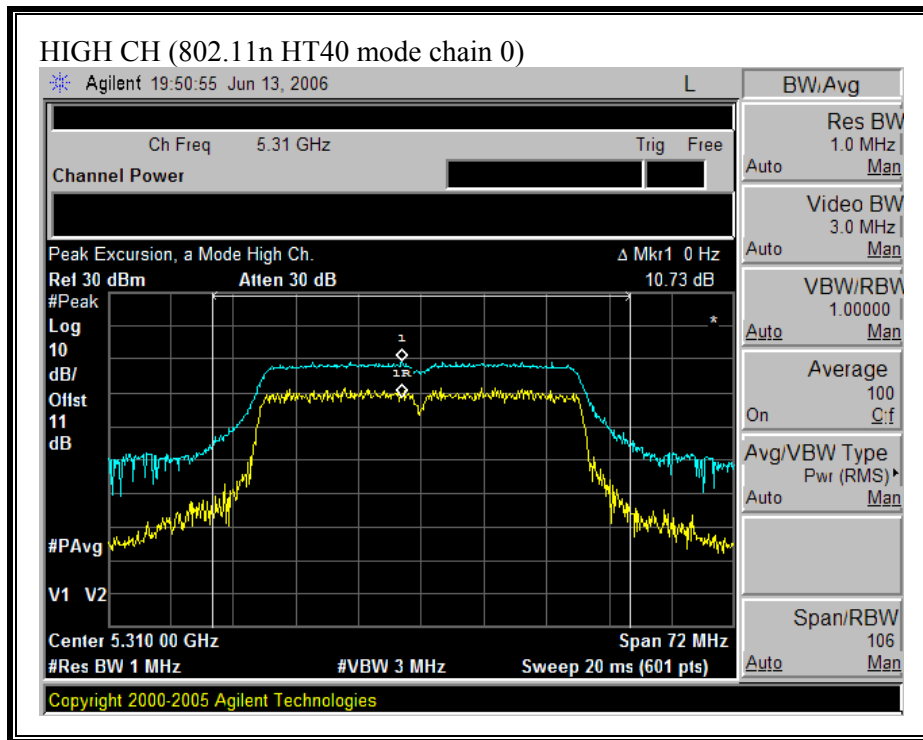 HIGH CH (802.11n HT40 mode chain 0)
Agilent 19:50:55 Jun 13, 2006 L
BW/Avg
Ch Freq 5.31 GHz Trig Free
Channel Power
Res BW
1.0 MHz
Auto Man
Video BW
3.0 MHz
Auto Man
Peak Excursion, a Mode High Ch. Δ Mkr1 0 Hz
Ref 30 dBm Atten 30 dB 10.73 dB
VBW/RBW
1.00000
Auto Man
#Peak
Log
10
dB/
Offst
11
dB
1
1R
*
Average
100
On Off
Avg/VBW Type
Pwr (RMS)
Auto Man
#PAvg
V1 V2
Center 5.310 00 GHz Span 72 MHz
#Res BW 1 MHz #VBW 3 MHz Sweep 20 ms (601 pts)
Span/RBW
106
Auto Man
Copyright 2000-2005 Agilent Technologies